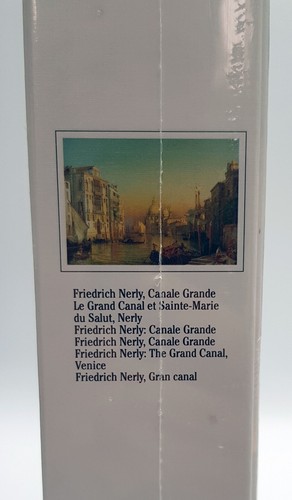 Friedrich Nerly, Canale Grande
Le Grand Canal et Sainte-Marie
du Salut, Nerly
Friedrich Nerly: Canale Grande
Friedrich Nerly, Canale Grande
Friedrich Nerly: The Grand Canal,
Venice
Friedrich Nerly, Gran canal